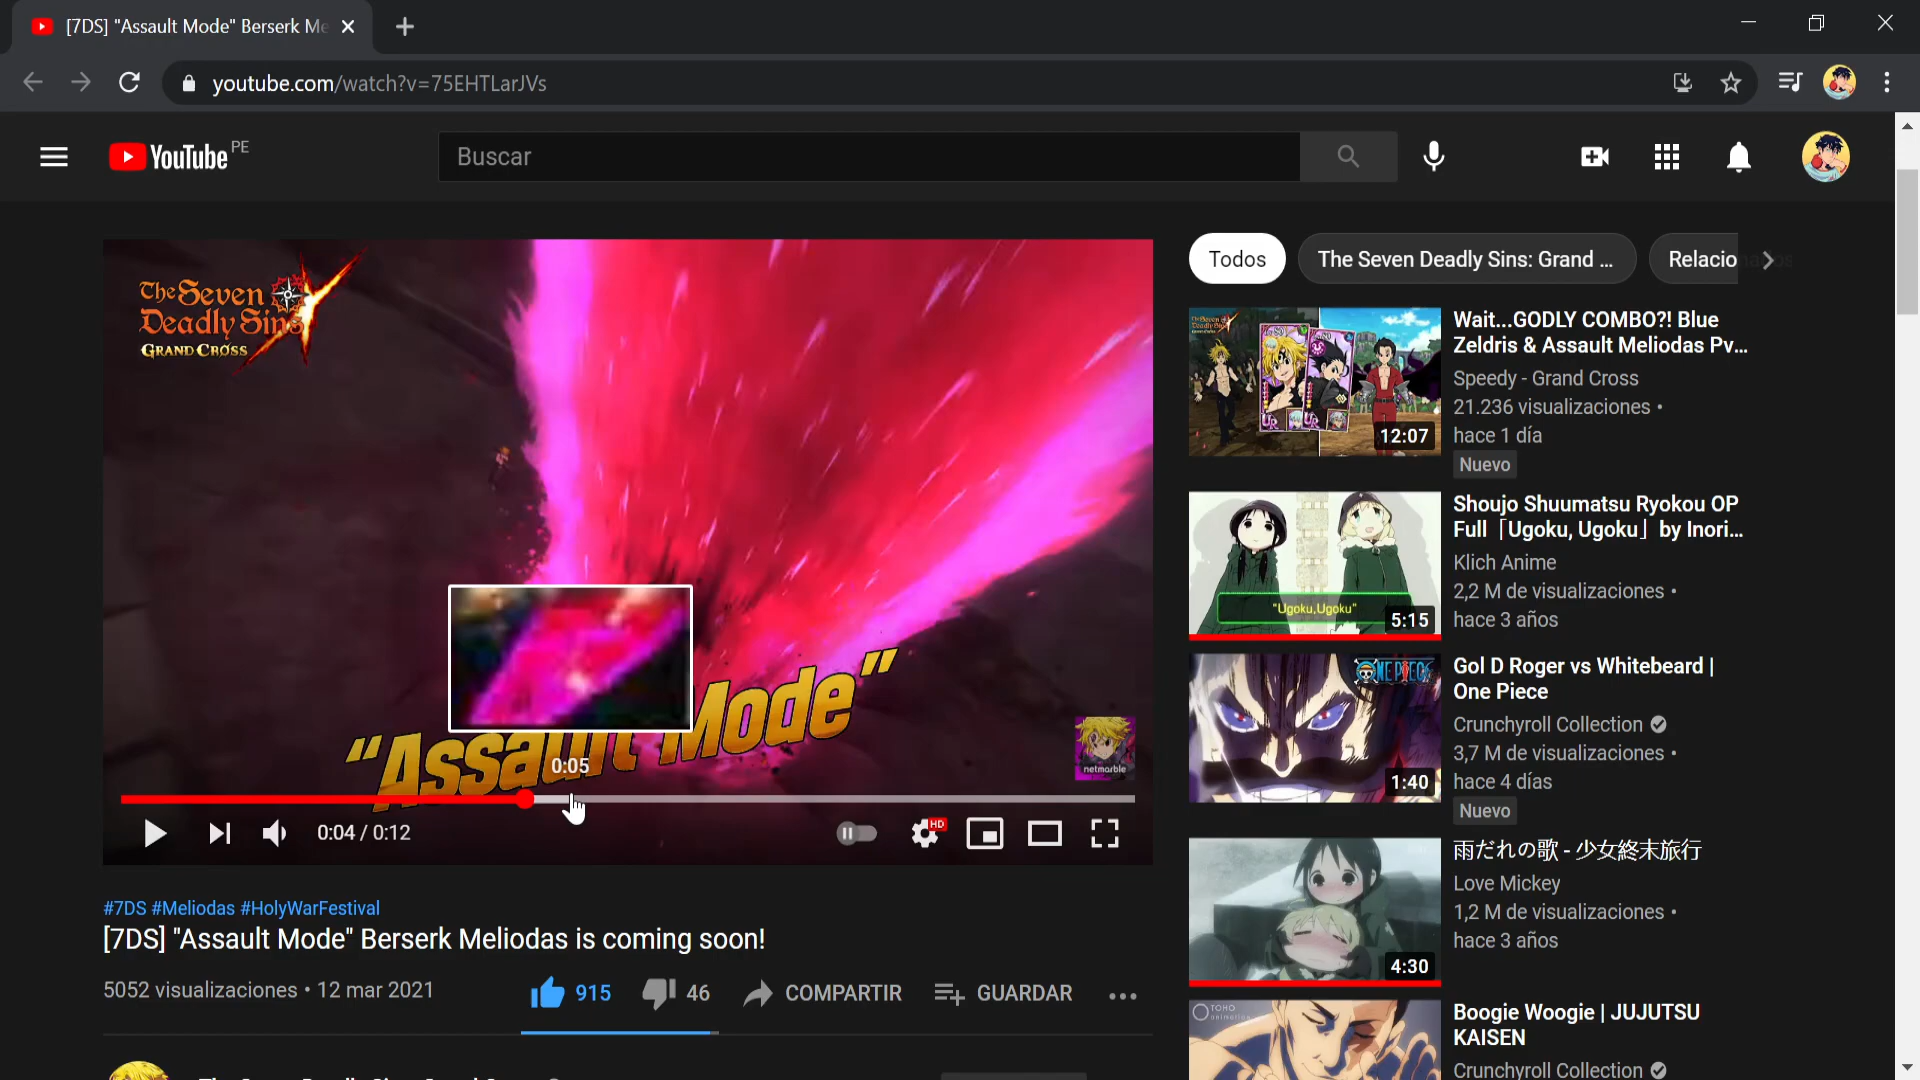 [7DS] "Assault Mode" Berserk Me
youtube.com/watch?v=75EHTLarJVs
YouTube PE
Buscar
The Seven
Deadly Sins
GRAND CROSS
"Assault Mode"
netmarble
0:05
0:04 / 0:12
HD
#7DS #Meliodas #HolyWarFestival
[7DS] "Assault Mode" Berserk Meliodas is coming soon!
5052 visualizaciones • 12 mar 2021
915
46
COMPARTIR
GUARDAR
Todos
The Seven Deadly Sins: Grand ...
Relacio
Wait...GODLY COMBO?! Blue
Zeldris & Assault Meliodas Pv...
Speedy - Grand Cross
21.236 visualizaciones •
hace 1 día
Nuevo
UR
UR
12:07
Shoujo Shuumatsu Ryokou OP
Full「Ugoku, Ugoku」by Inori...
Klich Anime
2,2 M de visualizaciones •
hace 3 años
"Ugoku,Ugoku"
5:15
Gol D Roger vs Whitebeard |
One Piece
Crunchyroll Collection
3,7 M de visualizaciones •
hace 4 días
Nuevo
ONE PIECE
1:40
雨だれの歌 - 少女終末旅行
Love Mickey
1,2 M de visualizaciones •
hace 3 años
4:30
Boogie Woogie | JUJUTSU
KAISEN
Crunchyroll Collection
TOHO
animation